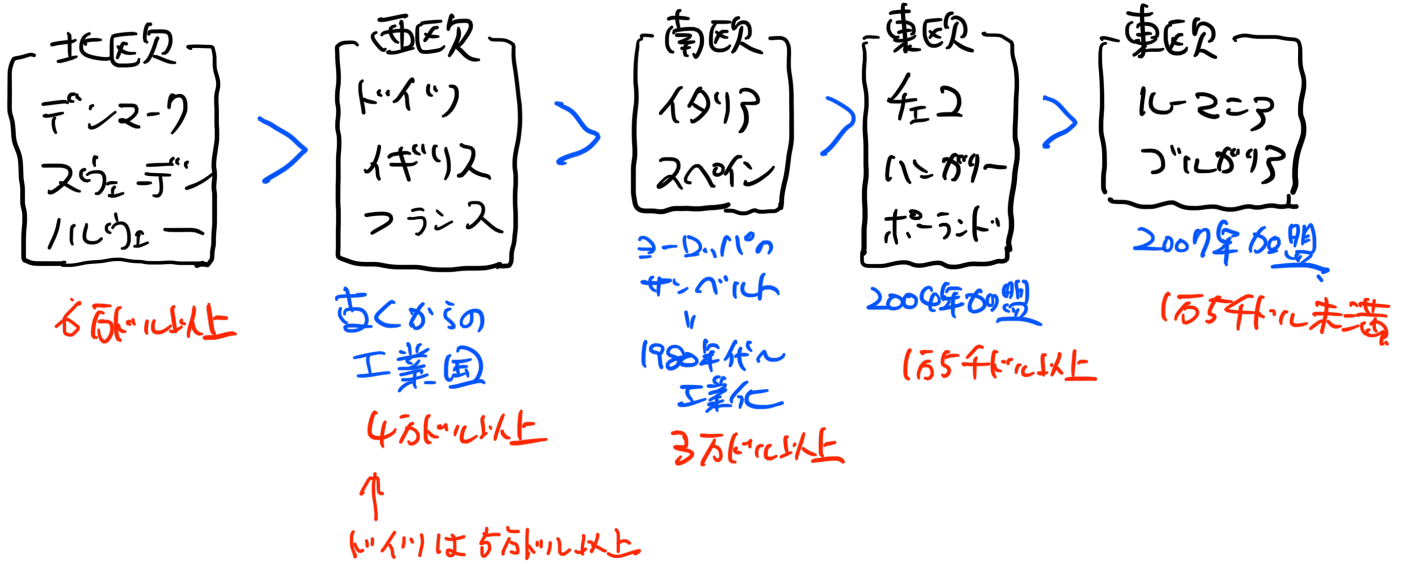 北欧
デンマーク
スウェーデン
ノルウェー
6万ドル以上
>
西欧
ドイツ
イギリス
フランス
古くからの
工業国
4万ドル以上
↑
ドイツは5万ドル以上
>
南欧
イタリア
スペイン
ヨーロッパの
サンベルト
〃
1980年代〜
工業化
3万ドル以上
>
東欧
チェコ
ハンガリー
ポーランド
2004年加盟
1万5千ドル以上
>
東欧
ルーマニア
ブルガリア
2007年加盟
1万5千ドル未満